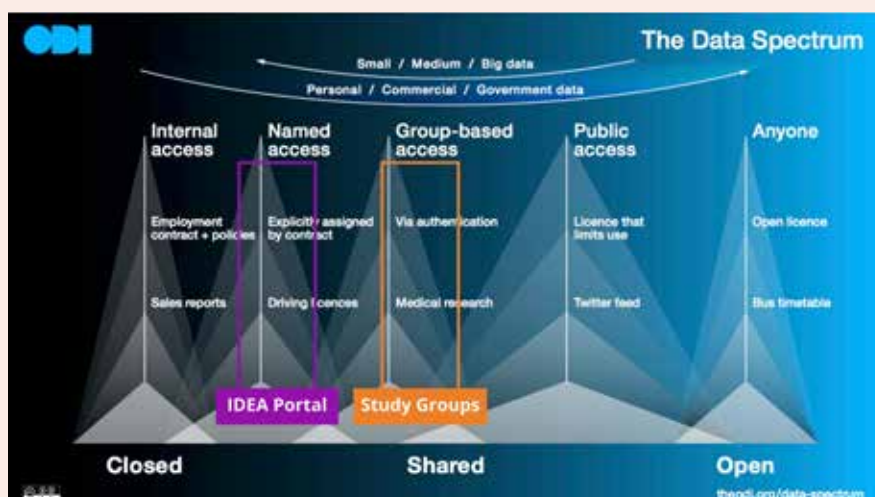 ODI
The Data Spectrum
Small / Medium / Big data
Personal / Commercial / Government data
Internal access
Named access
Group-based access
Public access
Anyone
Employment contract + policies
Explicitly assigned by contract
Via authentication
Licence that limits use
Open licence
Sales reports
Driving licences
Medical research
Twitter feed
Bus timetable
IDEA Portal
Study Groups
Closed
Shared
Open
theodi.org/data-spectrum